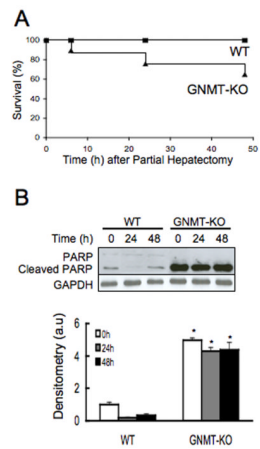 A
100
80
60
40
20
0
Survival (%)
WT
GNMT-KO
0 10 20 30 40 50
Time (h) after Partial Hepatectomy
B
WT GNMT-KO
Time (h) 0 24 48 0 24 48
PARP
Cleaved PARP
GAPDH
Densitometry (a.u)
6
4
2
0
0h
24h
48h
* * *
WT GNMT-KO